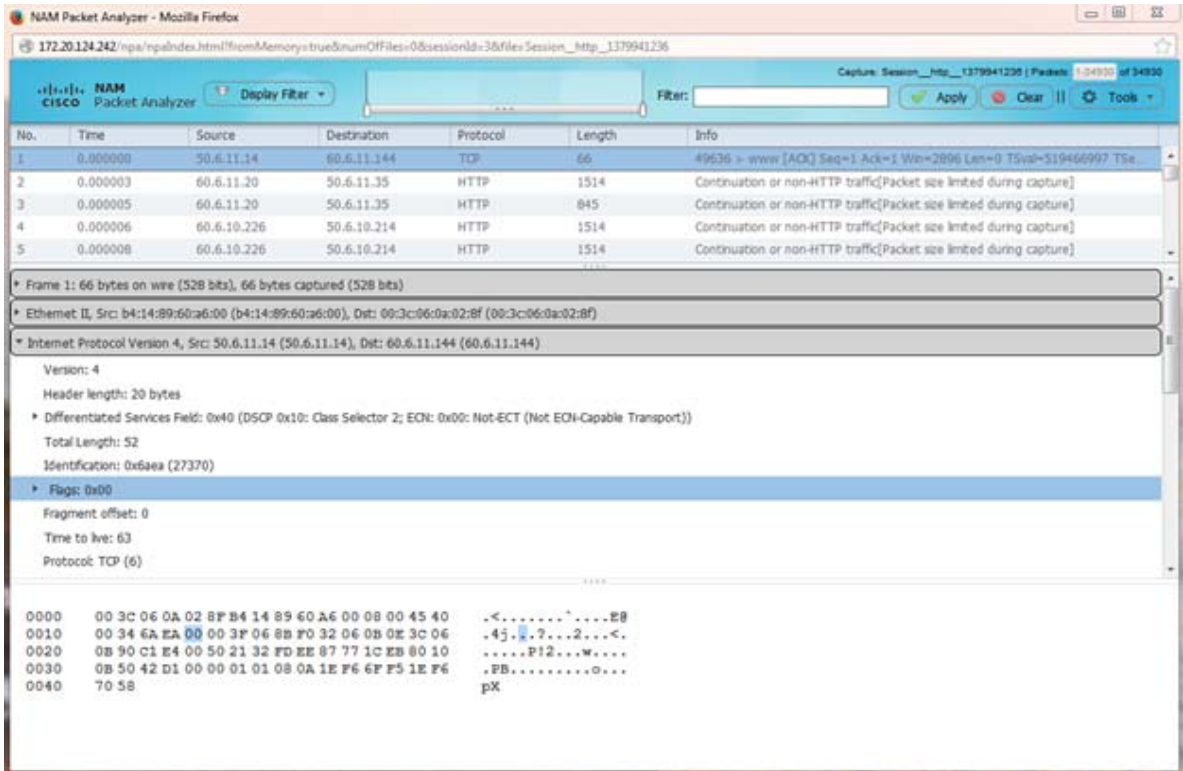 NAM Packet Analyzer - Mozilla Firefox
172.20.124.242/npa/npaIndex.html?fromMemory=true&numOfFiles=0&sessionId=3&file=Session__http__1379941236
Capture: Session__http__1379941236 | Packets: 1-34930 of 34930
cisco NAM Packet Analyzer Display Filter Filter: Apply Clear || Tools
No. Time Source Destination Protocol Length Info
1 0.000000 50.6.11.14 60.6.11.144 TCP 66 49636 > www [ACK] Seq=1 Ack=1 Win=2896 Len=0 TSval=519466997 TSe...
2 0.000003 60.6.11.20 50.6.11.35 HTTP 1514 Continuation or non-HTTP traffic[Packet size limited during capture]
3 0.000005 60.6.11.20 50.6.11.35 HTTP 845 Continuation or non-HTTP traffic[Packet size limited during capture]
4 0.000006 60.6.10.226 50.6.10.214 HTTP 1514 Continuation or non-HTTP traffic[Packet size limited during capture]
5 0.000008 60.6.10.226 50.6.10.214 HTTP 1514 Continuation or non-HTTP traffic[Packet size limited during capture]
Frame 1: 66 bytes on wire (528 bits), 66 bytes captured (528 bits)
Ethernet II, Src: b4:14:89:60:a6:00 (b4:14:89:60:a6:00), Dst: 00:3c:06:0a:02:8f (00:3c:06:0a:02:8f)
Internet Protocol Version 4, Src: 50.6.11.14 (50.6.11.14), Dst: 60.6.11.144 (60.6.11.144)
Version: 4
Header length: 20 bytes
Differentiated Services Field: 0x40 (DSCP 0x10: Class Selector 2; ECN: 0x00: Not-ECT (Not ECN-Capable Transport))
Total Length: 52
Identification: 0x6aea (27370)
Flags: 0x00
Fragment offset: 0
Time to live: 63
Protocol: TCP (6)
0000 00 3C 06 0A 02 8F B4 14 89 60 A6 00 08 00 45 40 .<.......`....E@
0010 00 34 6A EA 00 00 3F 06 8B F0 32 06 0B 0E 3C 06 .4j...?...2...<.
0020 0B 90 C1 E4 00 50 21 32 FD EE 87 77 1C EB 80 10 .....P!2...w....
0030 0B 50 42 D1 00 00 01 01 08 0A 1E F6 6F F5 1E F6 .PB.........o...
0040 70 58 pX